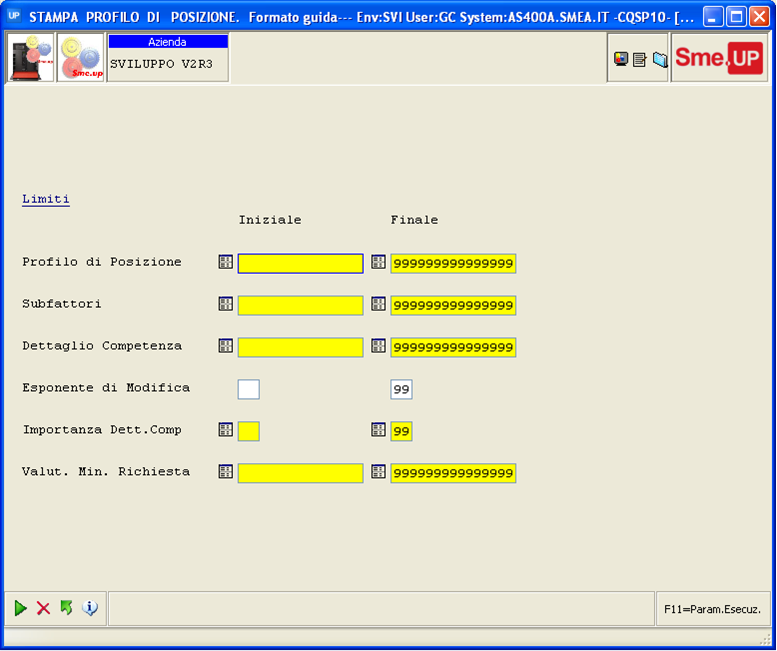 UP STAMPA PROFILO DI POSIZIONE. Formato guida--- Env:SVI User:GC System:AS400A.SMEA.IT -CQSP10- [...
Azienda
SVILUPPO V2R3
Sme.up
Sme.UP
Limiti
Iniziale Finale
Profilo di Posizione 999999999999999
Subfattori 999999999999999
Dettaglio Competenza 999999999999999
Esponente di Modifica 99
Importanza Dett.Comp 99
Valut. Min. Richiesta 999999999999999
F11=Param.Esecuz.